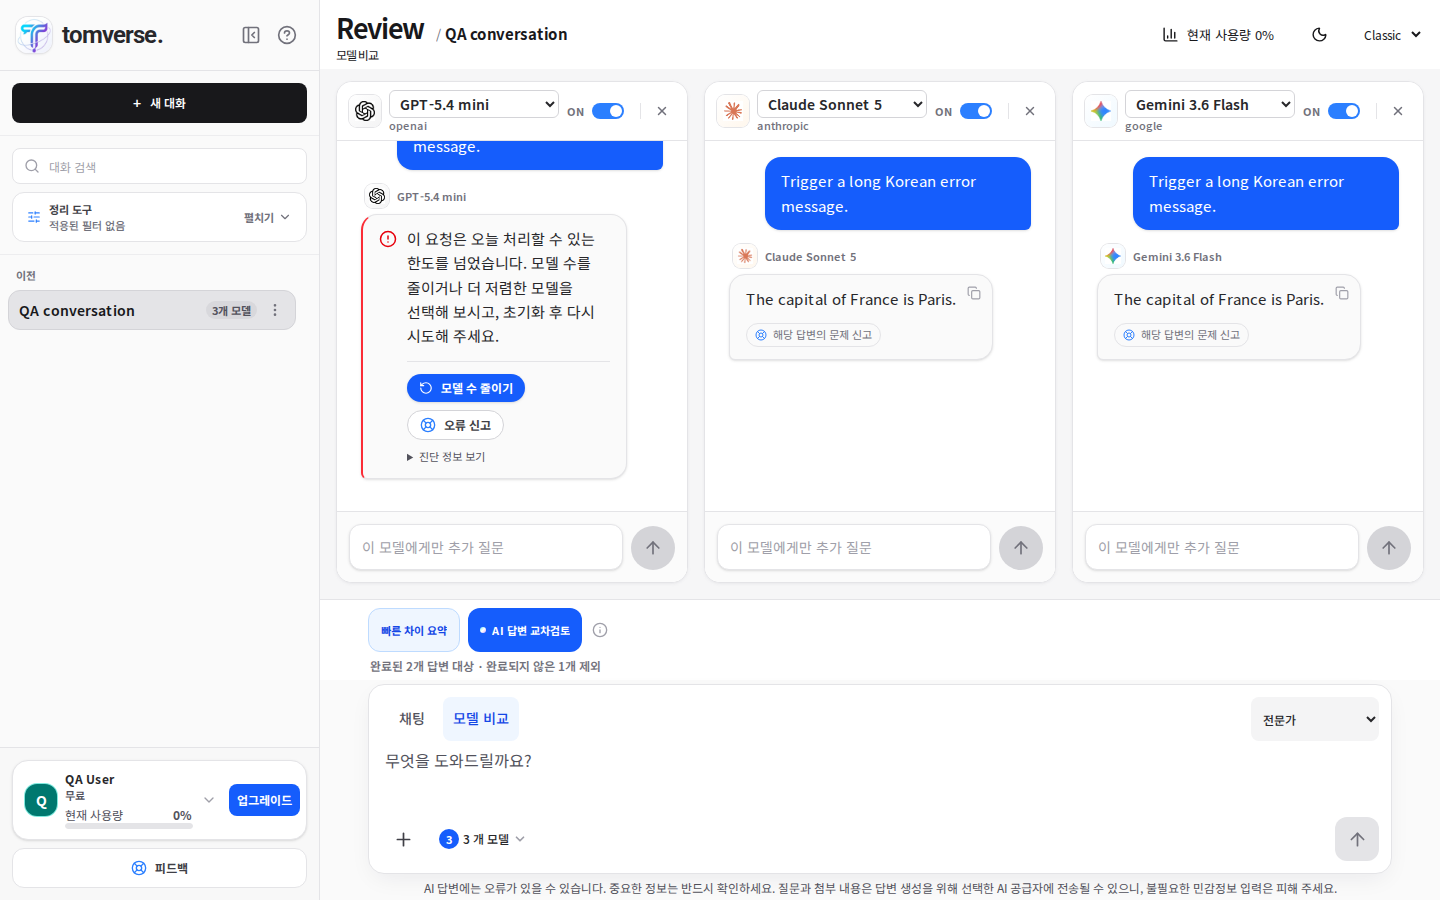 tomverse.
새 대화
대화 검색
정리 도구
적용된 필터 없음
펼치기
이전
QA conversation
3개 모델
Q
QA User
무료
현재 사용량
0%
업그레이드
피드백
Review
/ QA conversation
모델비교
현재 사용량 0%
Classic
GPT-5.4 mini
ON
openai
message.
GPT-5.4 mini
이 요청은 오늘 처리할 수 있는
한도를 넘었습니다. 모델 수를
줄이거나 더 저렴한 모델을
선택해 보시고, 초기화 후 다시
시도해 주세요.
모델 수 줄이기
오류 신고
진단 정보 보기
이 모델에게만 추가 질문
Claude Sonnet 5
ON
anthropic
Trigger a long Korean error
message.
Claude Sonnet 5
The capital of France is Paris.
해당 답변의 문제 신고
이 모델에게만 추가 질문
Gemini 3.6 Flash
ON
google
Trigger a long Korean error
message.
Gemini 3.6 Flash
The capital of France is Paris.
해당 답변의 문제 신고
이 모델에게만 추가 질문
빠른 차이 요약
AI 답변 교차검토
완료된 2개 답변 대상 · 완료되지 않은 1개 제외
채팅
모델 비교
전문가
무엇을 도와드릴까요?
3
3 개 모델
AI 답변에는 오류가 있을 수 있습니다. 중요한 정보는 반드시 확인하세요. 질문과 첨부 내용은 답변 생성을 위해 선택한 AI 공급자에 전송될 수 있으니, 불필요한 민감정보 입력은 피해 주세요.